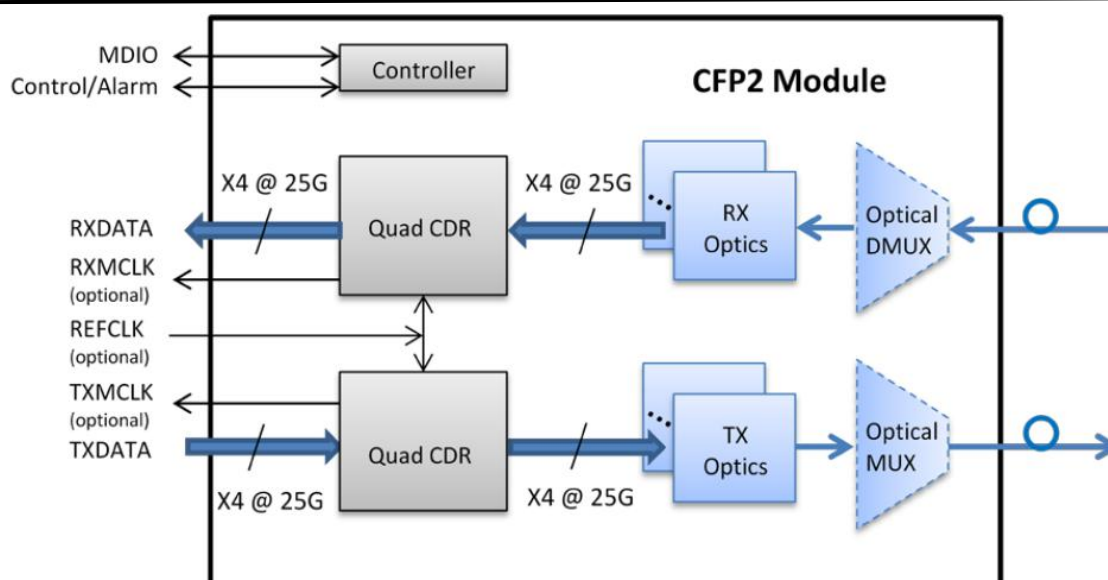 MDIO
Control/Alarm
Controller
CFP2 Module
X4 @ 25G
X4 @ 25G
RXDATA
Quad CDR
RX
Optics
Optical
DMUX
RXMCLK
(optional)
REFCLK
(optional)
TXMCLK
(optional)
TXDATA
Quad CDR
TX
Optics
Optical
MUX
X4 @ 25G
X4 @ 25G